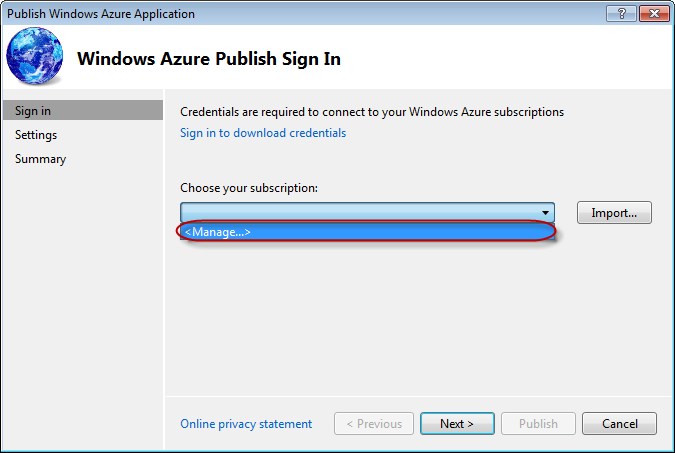 Publish Windows Azure Application
Windows Azure Publish Sign In
Sign in
Settings
Summary
Credentials are required to connect to your Windows Azure subscriptions
Sign in to download credentials
Choose your subscription:
Import...
<Manage...>
Online privacy statement
< Previous
Next >
Publish
Cancel